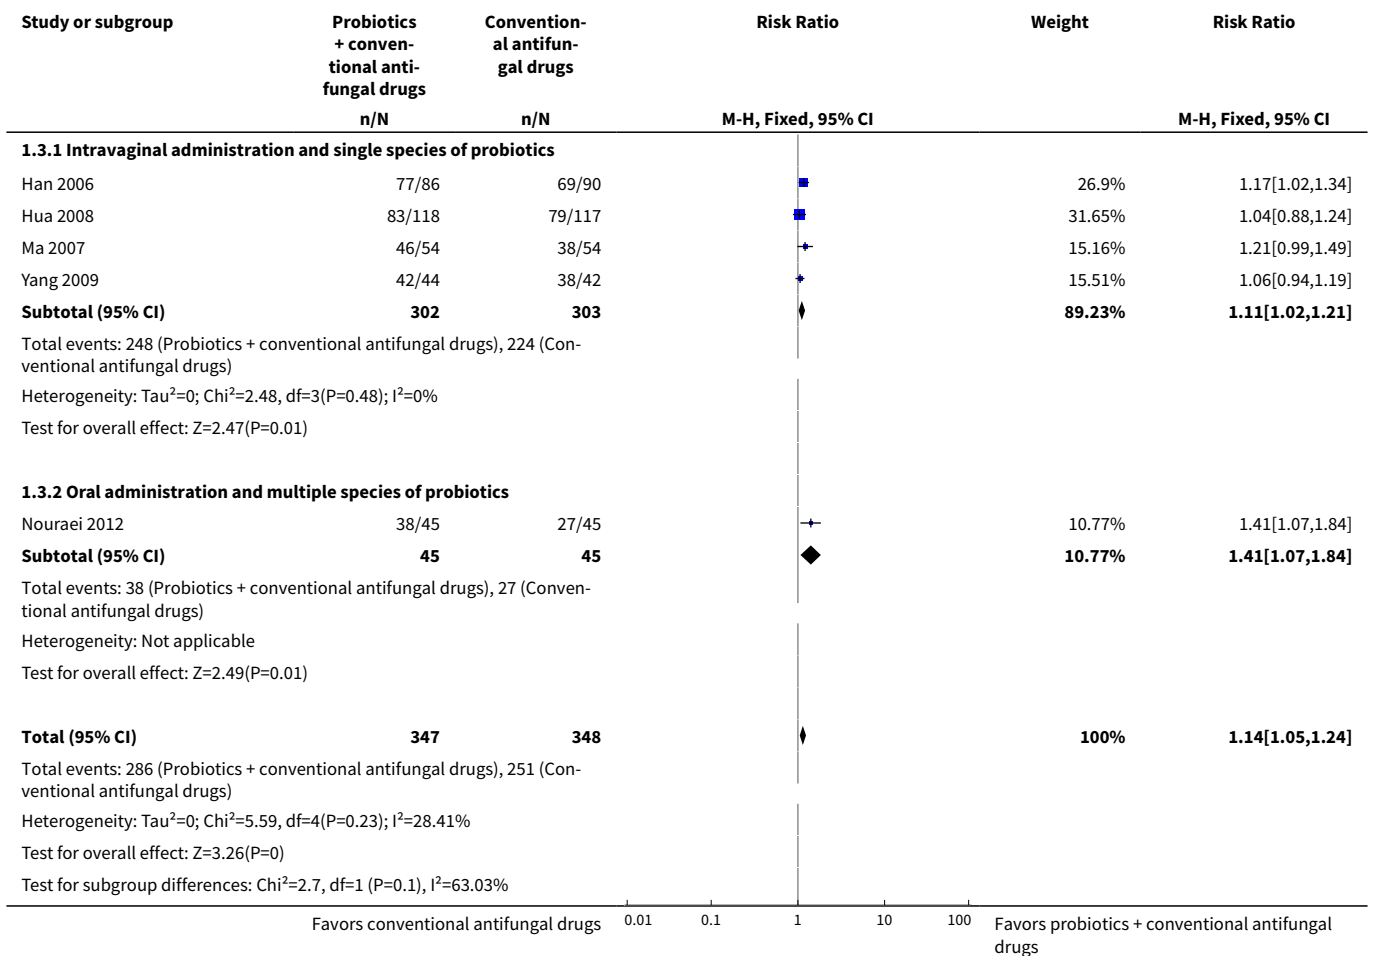 Study or subgroup Probiotics Convention- Risk Ratio Weight Risk Ratio
+ conven- al antifun-
tional anti- gal drugs
fungal drugs
n/N n/N M-H, Fixed, 95% CI M-H, Fixed, 95% CI
1.3.1 Intravaginal administration and single species of probiotics
Han 2006 77/86 69/90 26.9% 1.17[1.02,1.34]
Hua 2008 83/118 79/117 31.65% 1.04[0.88,1.24]
Ma 2007 46/54 38/54 15.16% 1.21[0.99,1.49]
Yang 2009 42/44 38/42 15.51% 1.06[0.94,1.19]
Subtotal (95% CI) 302 303 89.23% 1.11[1.02,1.21]
Total events: 248 (Probiotics + conventional antifungal drugs), 224 (Con-
ventional antifungal drugs)
Heterogeneity: Tau²=0; Chi²=2.48, df=3(P=0.48); I²=0%
Test for overall effect: Z=2.47(P=0.01)
1.3.2 Oral administration and multiple species of probiotics
Nouraei 2012 38/45 27/45 10.77% 1.41[1.07,1.84]
Subtotal (95% CI) 45 45 10.77% 1.41[1.07,1.84]
Total events: 38 (Probiotics + conventional antifungal drugs), 27 (Conven-
tional antifungal drugs)
Heterogeneity: Not applicable
Test for overall effect: Z=2.49(P=0.01)
Total (95% CI) 347 348 100% 1.14[1.05,1.24]
Total events: 286 (Probiotics + conventional antifungal drugs), 251 (Con-
ventional antifungal drugs)
Heterogeneity: Tau²=0; Chi²=5.59, df=4(P=0.23); I²=28.41%
Test for overall effect: Z=3.26(P=0)
Test for subgroup differences: Chi²=2.7, df=1 (P=0.1), I²=63.03%
Favors conventional antifungal drugs 0.01 0.1 1 10 100 Favors probiotics + conventional antifungal
drugs